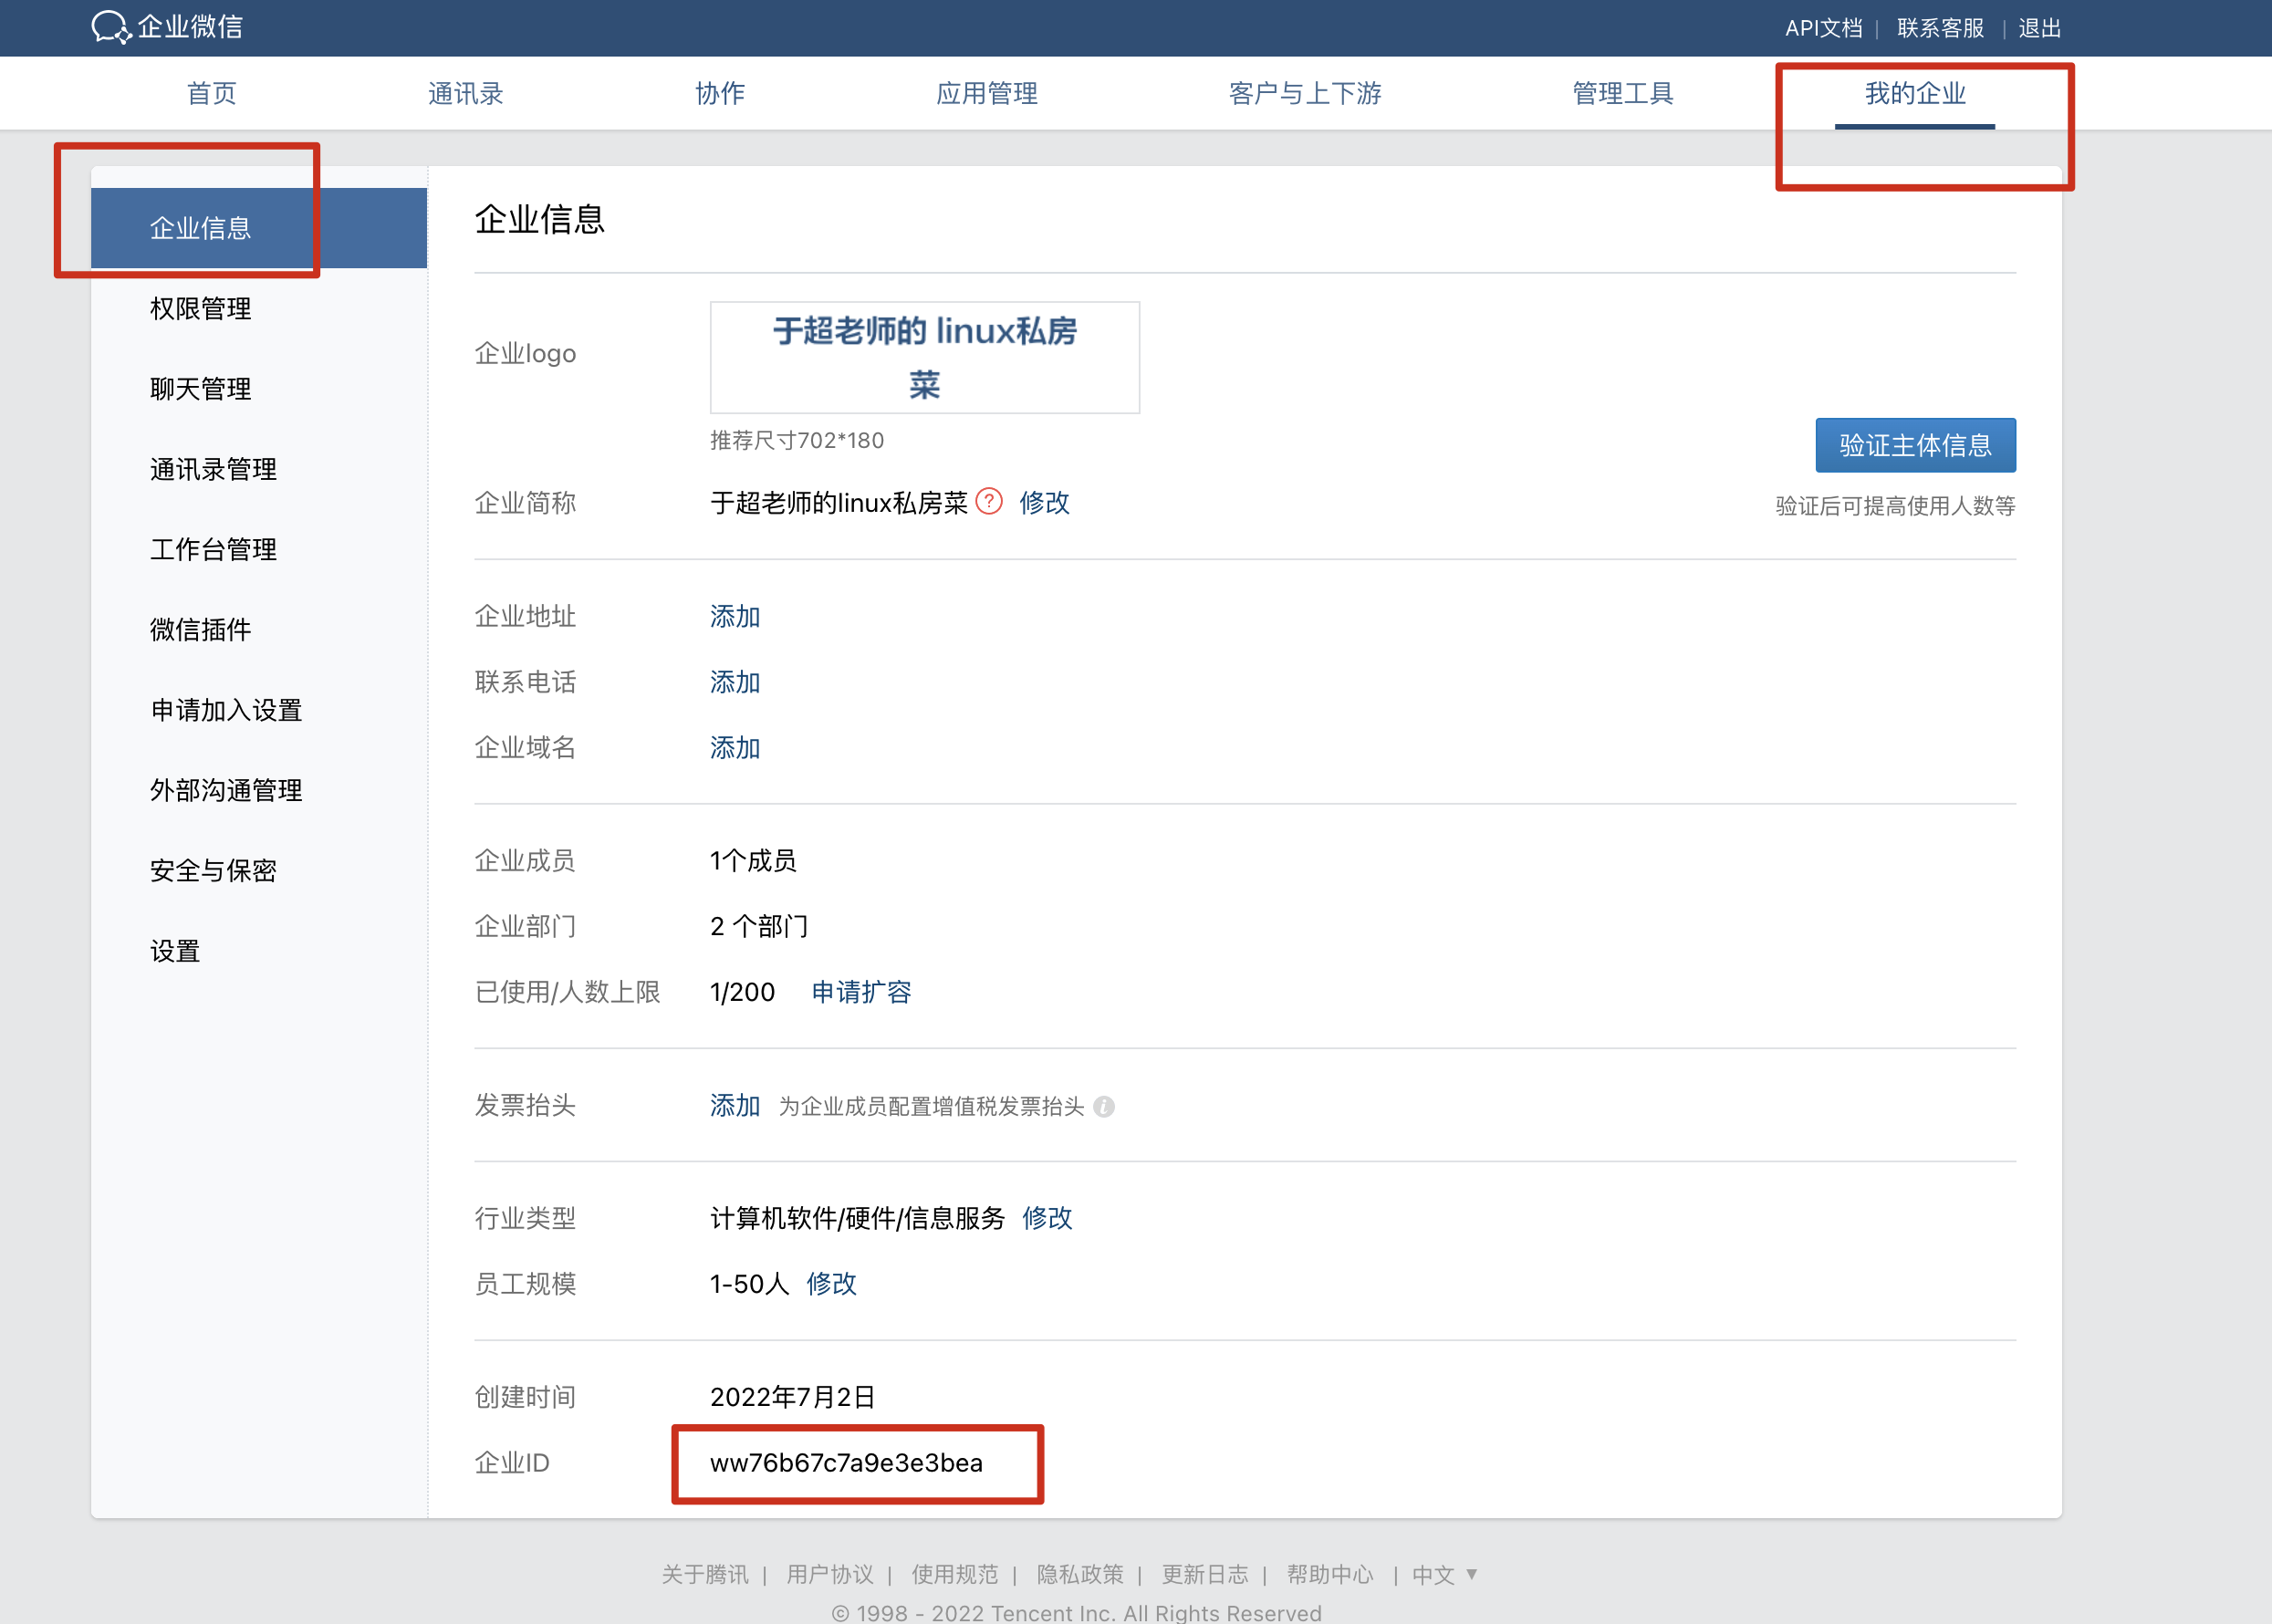 企业微信
API文档 | 联系客服 | 退出
首页 通讯录 协作 应用管理 客户与上下游 管理工具 我的企业
企业信息
权限管理
聊天管理
通讯录管理
工作台管理
微信插件
申请加入设置
外部沟通管理
安全与保密
设置
企业信息
企业logo
于超老师的 linux私房
菜
推荐尺寸702*180
验证主体信息
验证后可提高使用人数等
企业简称 于超老师的linux私房菜 ? 修改
企业地址 添加
联系电话 添加
企业域名 添加
企业成员 1个成员
企业部门 2 个部门
已使用/人数上限 1/200 申请扩容
发票抬头 添加 为企业成员配置增值税发票抬头 i
行业类型 计算机软件/硬件/信息服务 修改
员工规模 1-50人 修改
创建时间 2022年7月2日
企业ID ww76b67c7a9e3e3bea
关于腾讯 | 用户协议 | 使用规范 | 隐私政策 | 更新日志 | 帮助中心 | 中文 ▼
© 1998 - 2022 Tencent Inc. All Rights Reserved